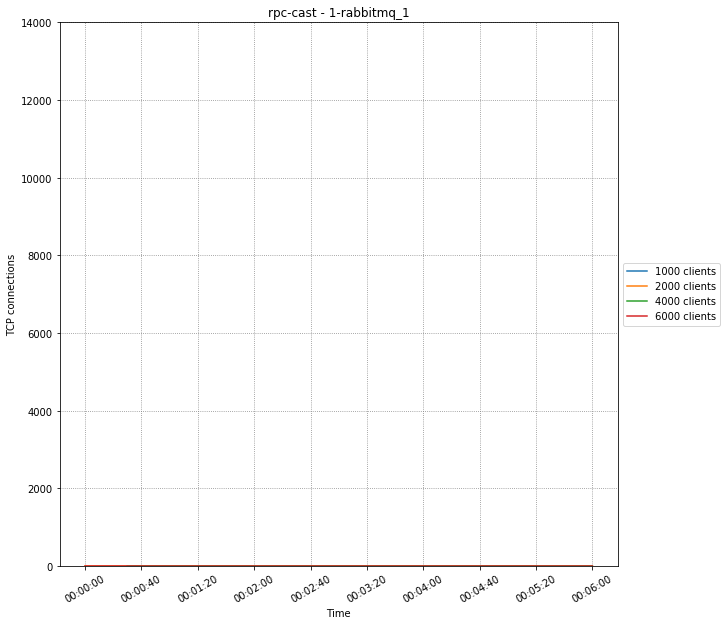 rpc-cast - 1-rabbitmq_1
14000
12000
10000
8000
6000
4000
2000
0
TCP connections
00:00:00
00:00:40
00:01:20
00:02:00
00:02:40
00:03:20
00:04:00
00:04:40
00:05:20
00:06:00
Time
1000 clients
2000 clients
4000 clients
6000 clients